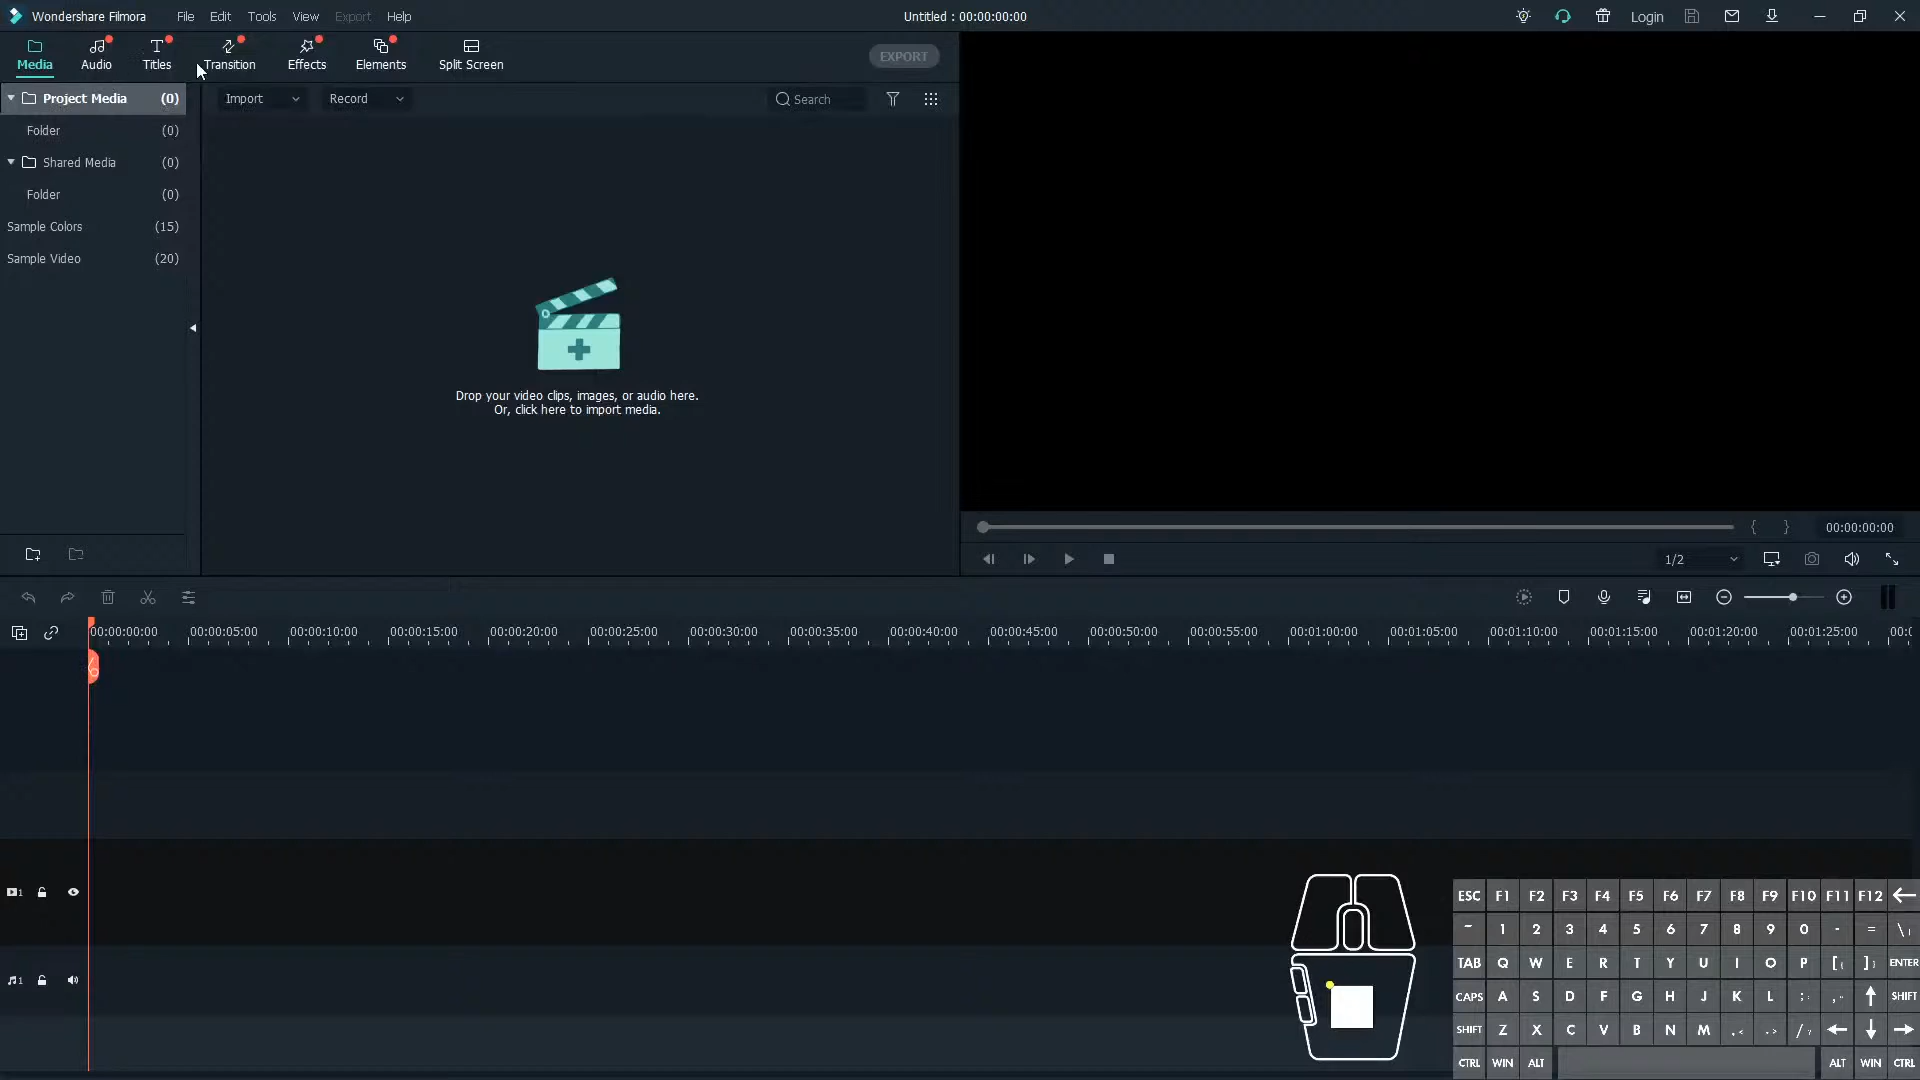 Wondershare Filmora File Edit Tools View Export Help Untitled : 00:00:00:00 Login
Media Audio Titles Transition Effects Elements Split Screen EXPORT
Project Media (0) Import Record Search
Folder (0)
Shared Media (0)
Folder (0)
Sample Colors (15)
Sample Video (20)
Drop your video clips, images, or audio here.
Or, click here to import media.
{ } 00:00:00:00
1/2
00:00:00:00 00:00:05:00 00:00:10:00 00:00:15:00 00:00:20:00 00:00:25:00 00:00:30:00 00:00:35:00 00:00:40:00 00:00:45:00 00:00:50:00 00:00:55:00 00:01:00:00 00:01:05:00 00:01:10:00 00:01:15:00 00:01:20:00 00:01:25:00
1
1
ESC F1 F2 F3 F4 F5 F6 F7 F8 F9 F10 F11 F12
~ 1 2 3 4 5 6 7 8 9 0 - = \
TAB Q W E R T Y U I O P [ ] ENTER
CAPS A S D F G H J K L ; SHIFT
SHIFT Z X C V B N M /
CTRL WIN ALT ALT WIN CTRL